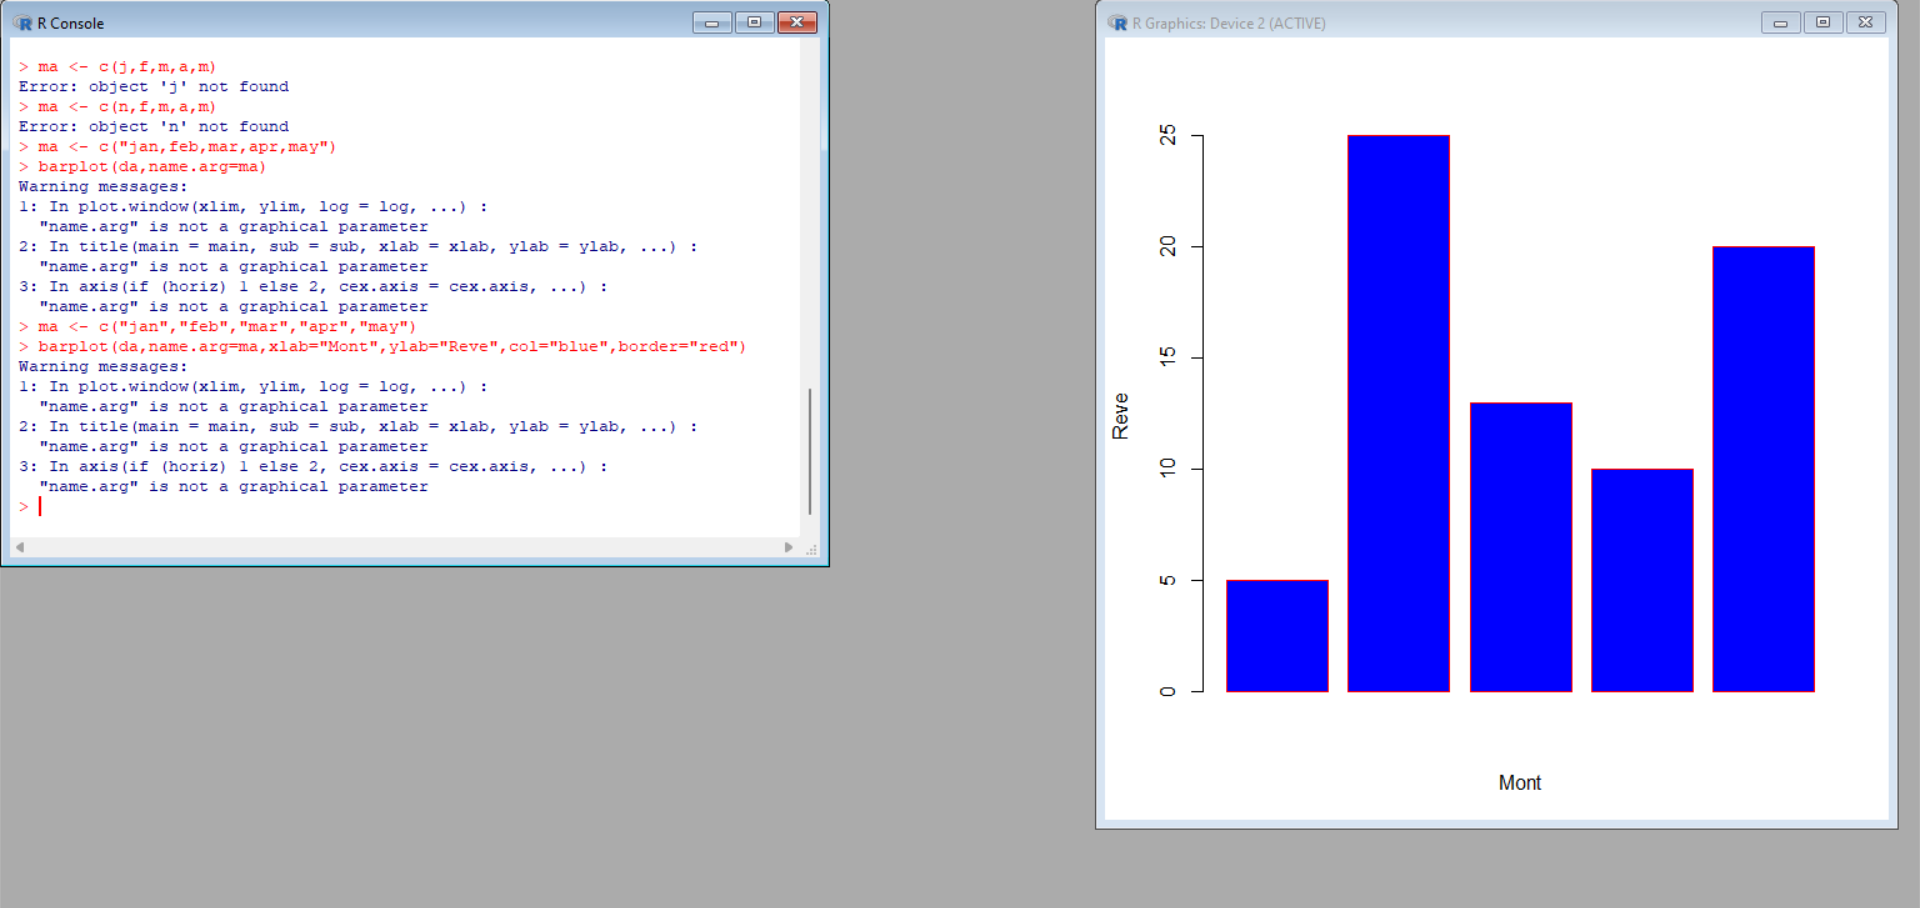 R Console
> ma <- c(j,f,m,a,m)
Error: object 'j' not found
> ma <- c(n,f,m,a,m)
Error: object 'n' not found
> ma <- c("jan,feb,mar,apr,may")
> barplot(da,name.arg=ma)
Warning messages:
1: In plot.window(xlim, ylim, log = log, ...) :
  "name.arg" is not a graphical parameter
2: In title(main = main, sub = sub, xlab = xlab, ylab = ylab, ...) :
  "name.arg" is not a graphical parameter
3: In axis(if (horiz) 1 else 2, cex.axis = cex.axis, ...) :
  "name.arg" is not a graphical parameter
> ma <- c("jan","feb","mar","apr","may")
> barplot(da,name.arg=ma,xlab="Mont",ylab="Reve",col="blue",border="red")
Warning messages:
1: In plot.window(xlim, ylim, log = log, ...) :
  "name.arg" is not a graphical parameter
2: In title(main = main, sub = sub, xlab = xlab, ylab = ylab, ...) :
  "name.arg" is not a graphical parameter
3: In axis(if (horiz) 1 else 2, cex.axis = cex.axis, ...) :
  "name.arg" is not a graphical parameter
>
R Graphics: Device 2 (ACTIVE)
25
20
15
10
5
0
Reve
Mont